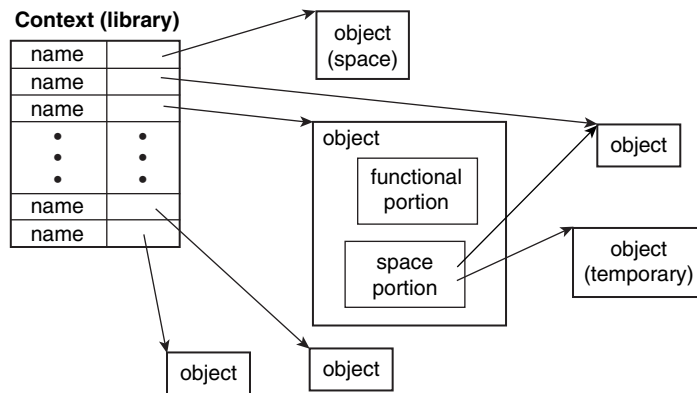 Context (library)
name
name
name
name
name
object
(space)
object
functional
portion
space
portion
object
object
(temporary)
object
object